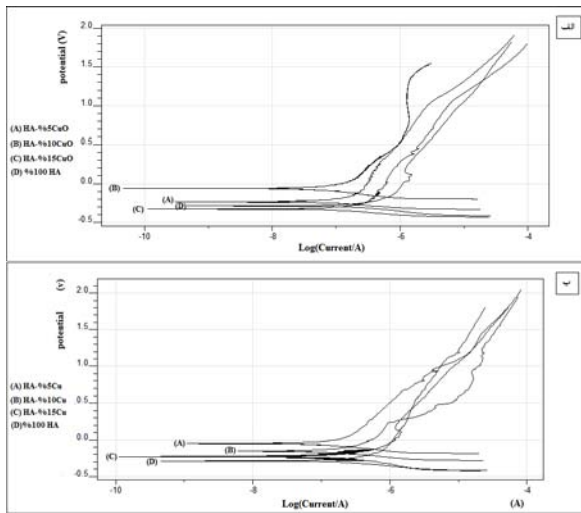 الف
potential (V)
2.0
1.5
1.0
0.5
0.0
-0.5
(A) HA-%5CuO
(B) HA-%10CuO
(C) HA-%15CuO
(D) %100 HA
(B)
(A)
(D)
(C)
-10
-8
-6
-4
Log(Current/A)
ب
potential (v)
2.0
1.5
1.0
0.5
0.0
-0.5
(A) HA-%5Cu
(B) HA-%10Cu
(C) HA-%15Cu
(D)%100 HA
(A)
(B)
(C)
(D)
-10
-8
-6
-4
Log(Current/A)
(A)